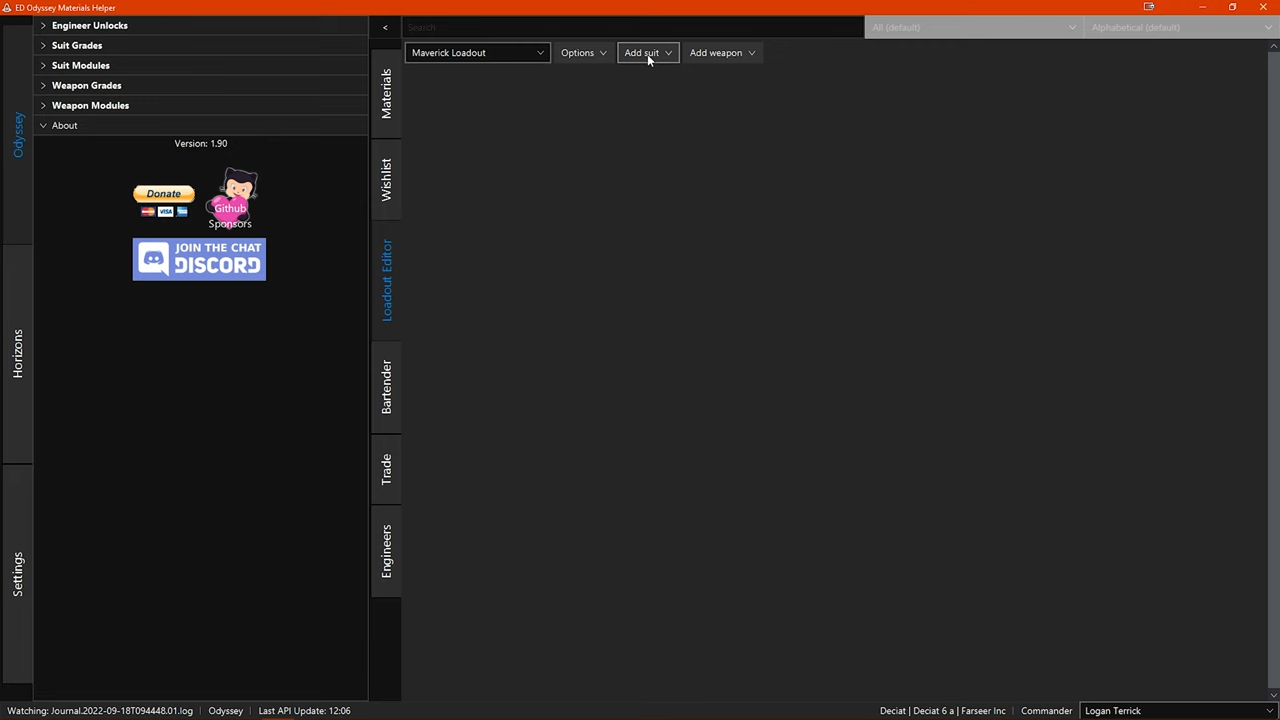 ED Odyssey Materials Helper
Engineer Unlocks
Suit Grades
Suit Modules
Weapon Grades
Weapon Modules
About
Version: 1.90
Donate
VISA
Github
Sponsors
JOIN THE CHAT
DISCORD
Odyssey
Horizons
Settings
<
Search
All (default)
Alphabetical (default)
Maverick Loadout
Options
Add suit
Add weapon
Materials
Wishlist
Loadout Editor
Bartender
Trade
Engineers
Watching: Journal.2022-09-18T094448.01.log
Odyssey
Last API Update: 12:06
Deciat | Deciat 6 a | Farseer Inc
Commander
Logan Terrick